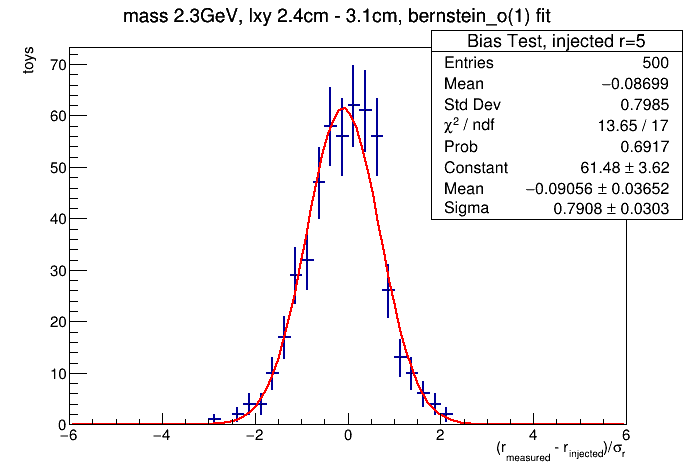 mass 2.3GeV, lxy 2.4cm - 3.1cm, bernstein_o(1) fit
Bias Test, injected r=5
Entries 500
Mean −0.08699
Std Dev 0.7985
χ² / ndf 13.65 / 17
Prob 0.6917
Constant 61.48 ± 3.62
Mean −0.09056 ± 0.03652
Sigma 0.7908 ± 0.0303
toys
70
60
50
40
30
20
10
0
−6 −4 −2 0 2 4 6
(r_measured - r_injected)/σ_r